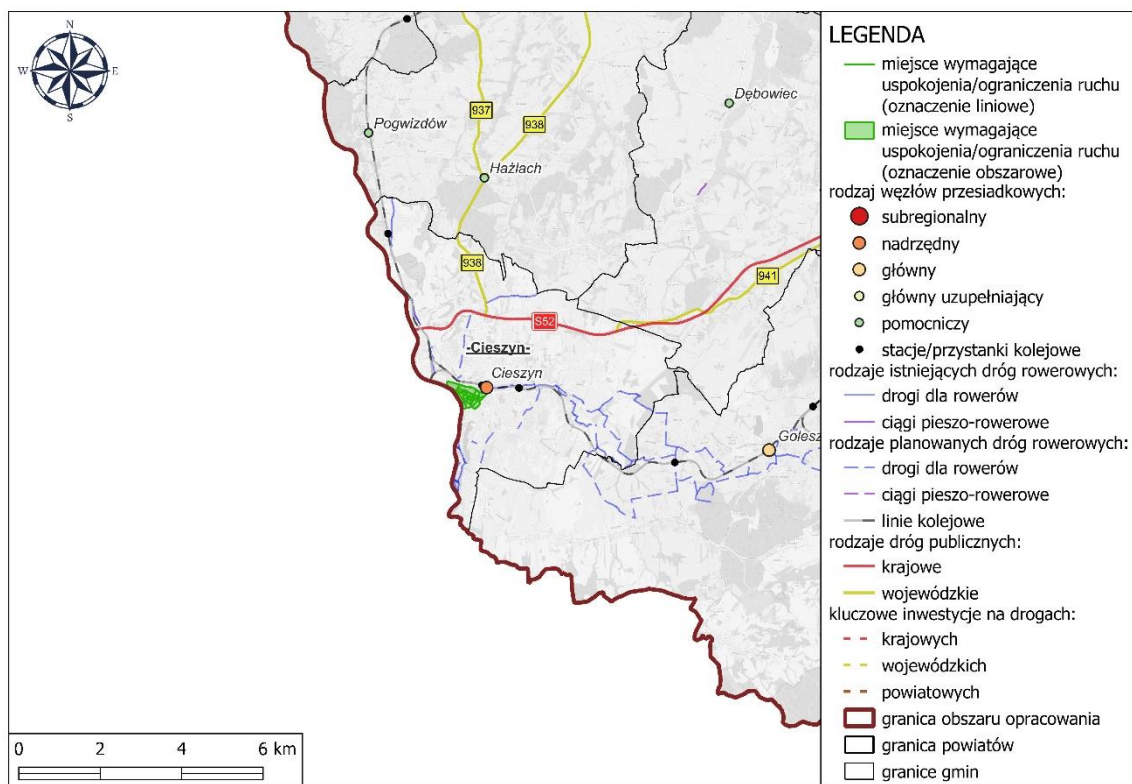 N
W
E
S
Pogwizdów
937
938
Dębowiec
Hażlach
938
941
S52
-Cieszyn-
Cieszyn
Golesz
0 2 4 6 km
LEGENDA
miejsce wymagające
uspokojenia/ograniczenia ruchu
(oznaczenie liniowe)
miejsce wymagające
uspokojenia/ograniczenia ruchu
(oznaczenie obszarowe)
rodzaj węzłów przesiadkowych:
subregionalny
nadrzędny
główny
główny uzupełniający
pomocniczy
stacje/przystanki kolejowe
rodzaje istniejących dróg rowerowych:
drogi dla rowerów
ciągi pieszo-rowerowe
rodzaje planowanych dróg rowerowych:
drogi dla rowerów
ciągi pieszo-rowerowe
linie kolejowe
rodzaje dróg publicznych:
krajowe
wojewódzkie
kluczowe inwestycje na drogach:
krajowych
wojewódzkich
powiatowych
granica obszaru opracowania
granica powiatów
granice gmin